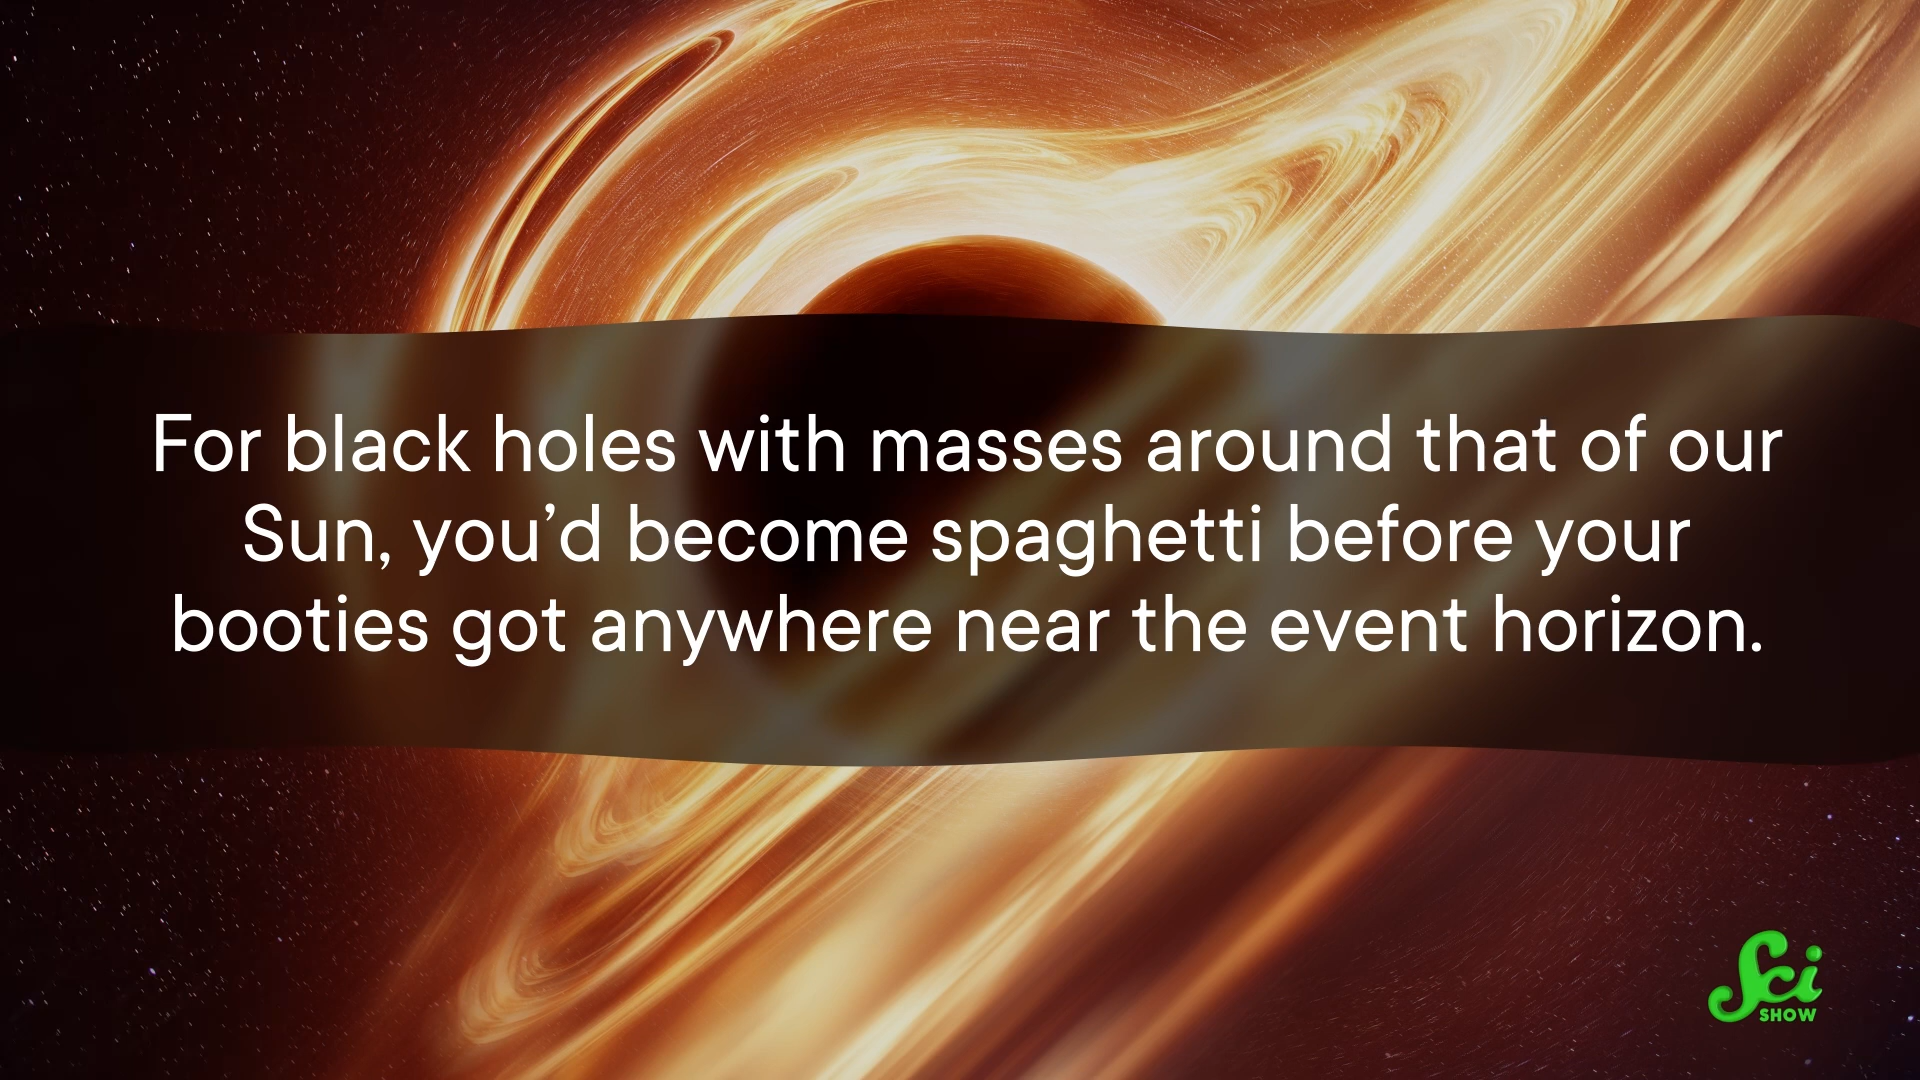 For black holes with masses around that of our
Sun, you’d become spaghetti before your
booties got anywhere near the event horizon.
Sci
SHOW